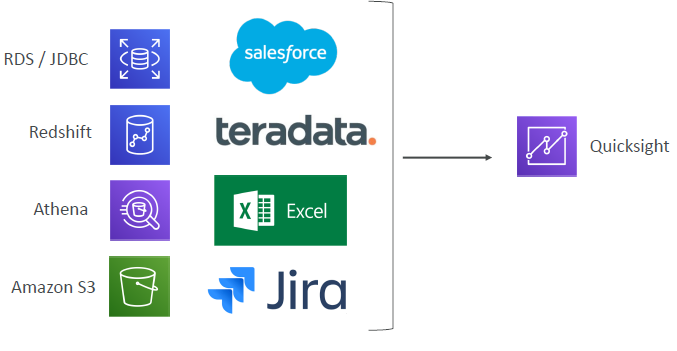 RDS / JDBC
salesforce
Redshift
teradata.
Quicksight
Athena
X
Excel
Amazon S3
Jira